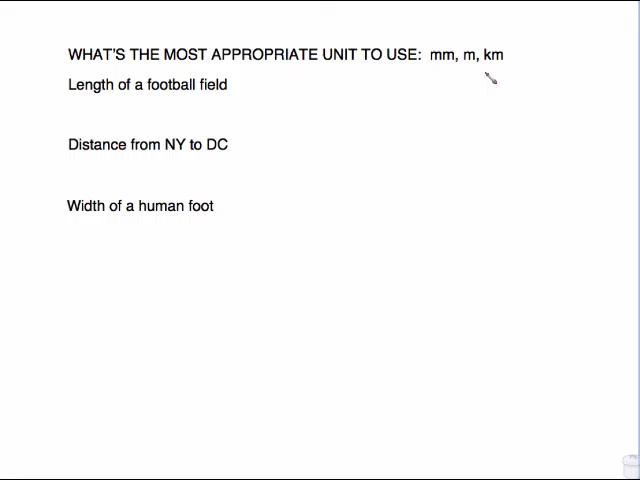 WHAT'S THE MOST APPROPRIATE UNIT TO USE:  mm, m, km
Length of a football field
Distance from NY to DC
Width of a human foot